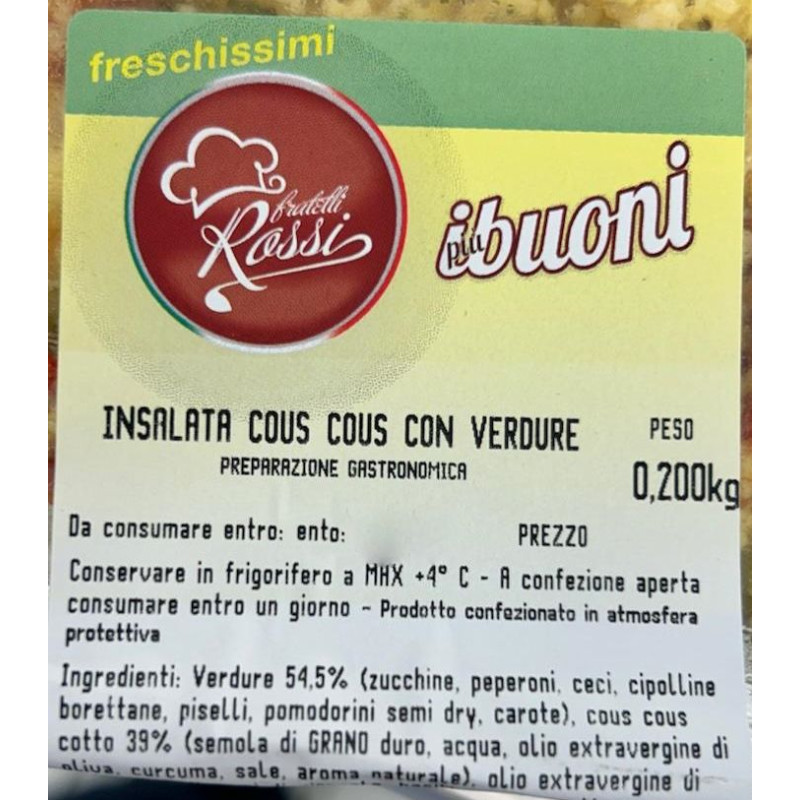 freschissimi
fratelli
Rossi
i più buoni
INSALATA COUS COUS CON VERDURE
PREPARAZIONE GASTRONOMICA
PESO
0,200kg
Da consumare entro: ento:
PREZZO
Conservare in frigorifero a MAX +4° C - A confezione aperta
consumare entro un giorno - Prodotto confezionato in atmosfera
protettiva
Ingredienti: Verdure 54,5% (zucchine, peperoni, ceci, cipolline
borettane, piselli, pomodorini semi dry, carote), cous cous
cotto 39% (semola di GRANO duro, acqua, olio extravergine di
oliva, curcuma, sale, aroma naturale), olio extravergine di